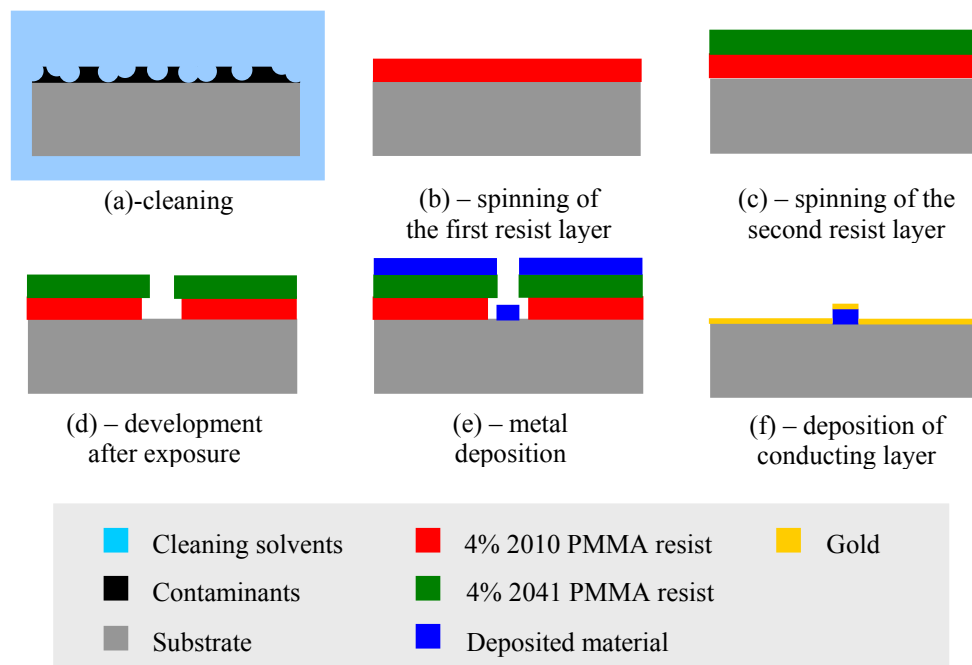 (a)-cleaning
(b) – spinning of
the first resist layer
(c) – spinning of the
second resist layer
(d) – development
after exposure
(e) – metal
deposition
(f) – deposition of
conducting layer
Cleaning solvents
4% 2010 PMMA resist
Gold
Contaminants
4% 2041 PMMA resist
Substrate
Deposited material